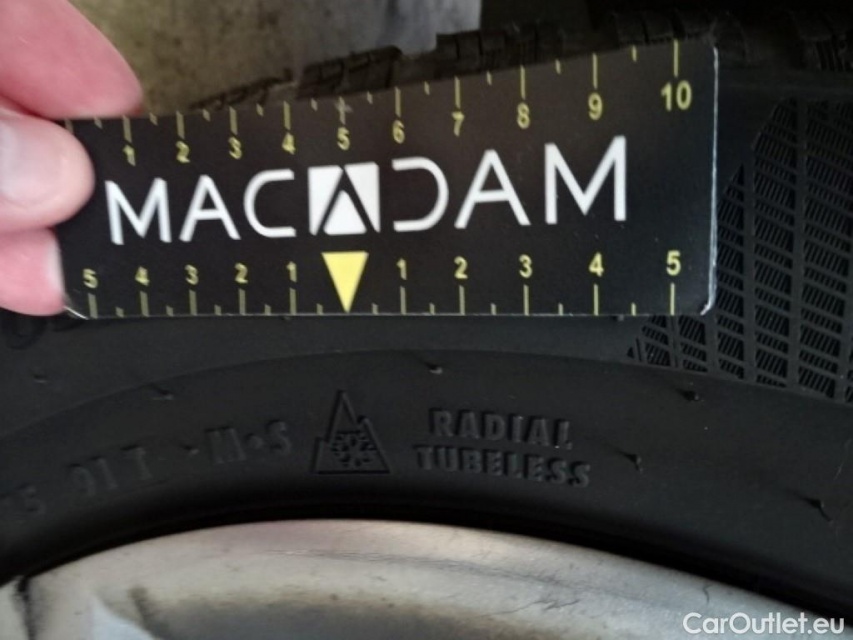 1 2 3 4 5 6 7 8 9 10
MACADAM
5 4 3 2 1 1 2 3 4 5
91T M+S
RADIAL
TUBELESS
CarOutlet.eu